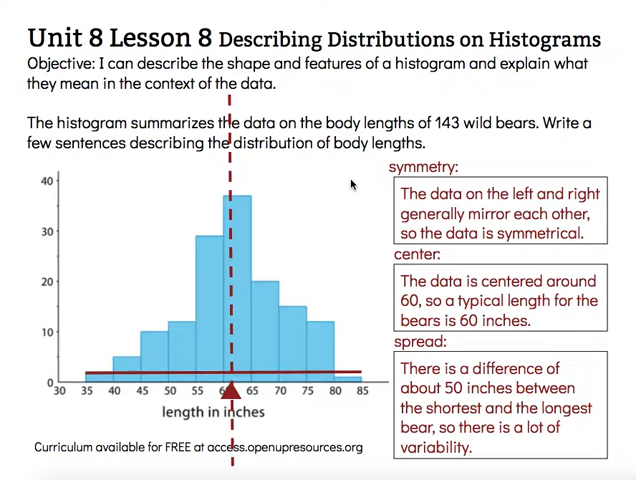 Unit 8 Lesson 8 Describing Distributions on Histograms
Objective: I can describe the shape and features of a histogram and explain what
they mean in the context of the data.
The histogram summarizes the data on the body lengths of 143 wild bears. Write a
few sentences describing the distribution of body lengths.
symmetry:
The data on the left and right
generally mirror each other,
so the data is symmetrical.
center:
The data is centered around
60, so a typical length for the
bears is 60 inches.
spread:
There is a difference of
about 50 inches between
the shortest and the longest
bear, so there is a lot of
variability.
40
30
20
10
0
30 35 40 45 50 55 60 65 70 75 80 85
length in inches
Curriculum available for FREE at access.openupresources.org